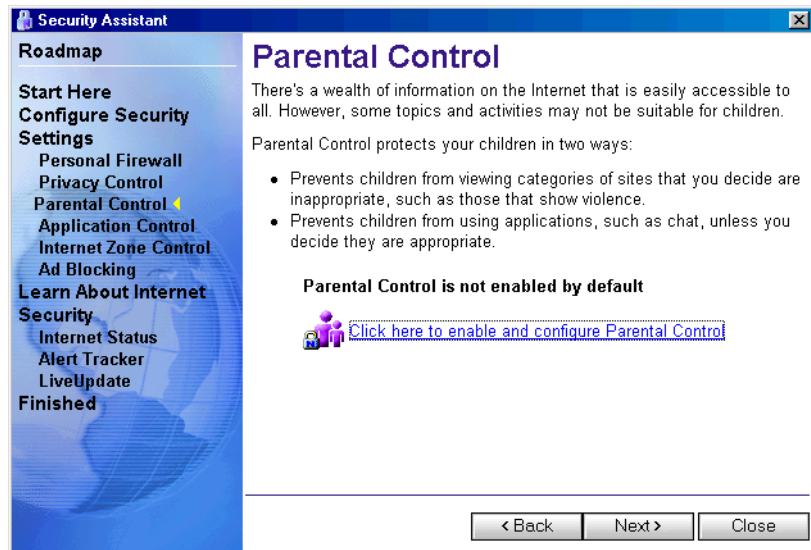 Security Assistant
Roadmap
Start Here
Configure Security
Settings
Personal Firewall
Privacy Control
Parental Control
Application Control
Internet Zone Control
Ad Blocking
Learn About Internet
Security
Internet Status
Alert Tracker
LiveUpdate
Finished
Parental Control
There's a wealth of information on the Internet that is easily accessible to
all. However, some topics and activities may not be suitable for children.
Parental Control protects your children in two ways:
• Prevents children from viewing categories of sites that you decide are
inappropriate, such as those that show violence.
• Prevents children from using applications, such as chat, unless you
decide they are appropriate.
Parental Control is not enabled by default
N
Click here to enable and configure Parental Control
< Back
Next >
Close